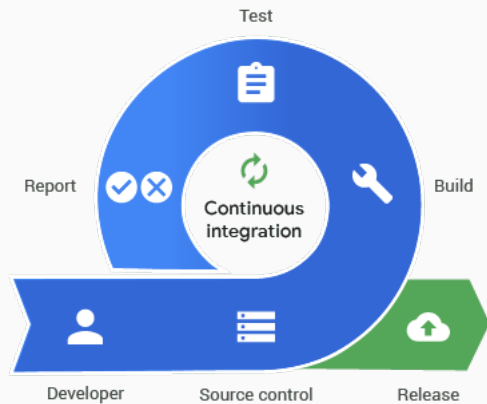 Test
Report
Continuous
integration
Build
Developer
Source control
Release